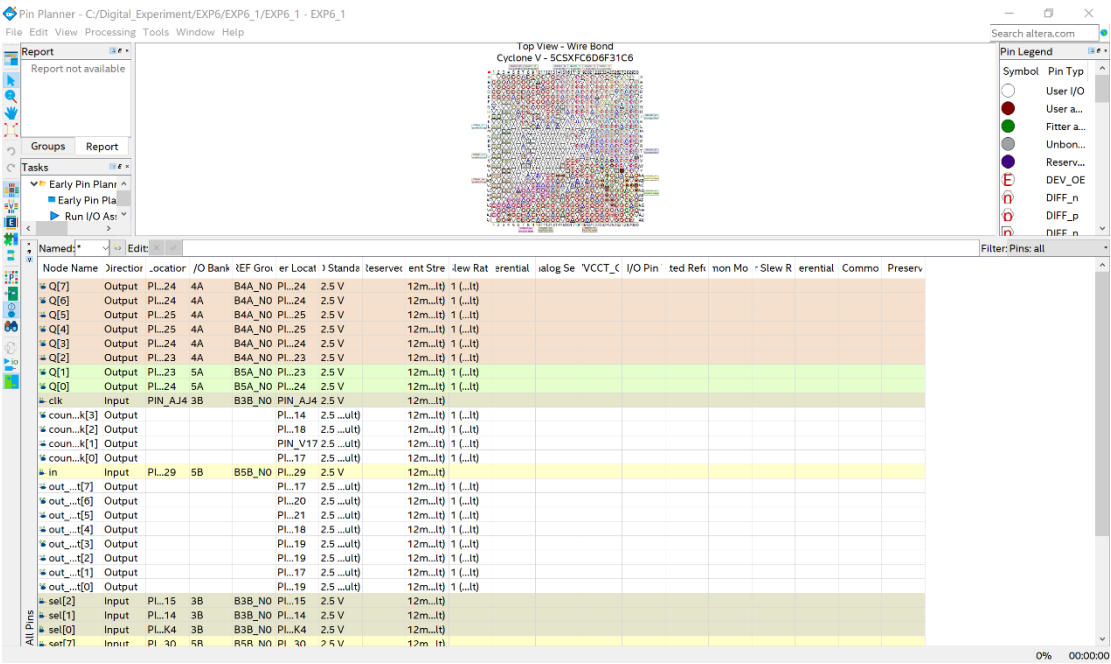 Pin Planner - C:/Digital_Experiment/EXP6/EXP6_1/EXP6_1 - EXP6_1
File Edit View Processing Tools Window Help
Search altera.com
Report
Report not available
Groups Report
Tasks
Early Pin Plann
Early Pin Pla
Run I/O Ass
Top View - Wire Bond
Cyclone V - 5CSXFC6D6F31C6
Pin Legend
Symbol Pin Typ
User I/O
User a...
Fitter a...
Unbon...
Reserv...
DEV_OE
DIFF_n
DIFF_p
DIFF_n
Named: * Edit:
Filter: Pins: all
Node Name Direction Location I/O Bank REF Grou er Locat Standa Reserved ent Stre lew Rat erential alog Se VCCT_ I/O Pin ted Refe mon Mo Slew R erential Commo Preserv
Q[7] Output PI...24 4A B4A_N0 PI...24 2.5 V 12m...lt) 1 (...lt)
Q[6] Output PI...24 4A B4A_N0 PI...24 2.5 V 12m...lt) 1 (...lt)
Q[5] Output PI...25 4A B4A_N0 PI...25 2.5 V 12m...lt) 1 (...lt)
Q[4] Output PI...25 4A B4A_N0 PI...25 2.5 V 12m...lt) 1 (...lt)
Q[3] Output PI...24 4A B4A_N0 PI...24 2.5 V 12m...lt) 1 (...lt)
Q[2] Output PI...23 4A B4A_N0 PI...23 2.5 V 12m...lt) 1 (...lt)
Q[1] Output PI...23 5A B5A_N0 PI...23 2.5 V 12m...lt) 1 (...lt)
Q[0] Output PI...24 5A B5A_N0 PI...24 2.5 V 12m...lt) 1 (...lt)
clk Input PIN_AJ4 3B B3B_N0 PIN_AJ4 2.5 V 12m...lt)
coun...k[3] Output PI...14 2.5 ...ult) 12m...lt) 1 (...lt)
coun...k[2] Output PI...18 2.5 ...ult) 12m...lt) 1 (...lt)
coun...k[1] Output PIN_V17 2.5 ...ult) 12m...lt) 1 (...lt)
coun...k[0] Output PI...17 2.5 ...ult) 12m...lt) 1 (...lt)
in Input PI...29 5B B5B_N0 PI...29 2.5 V 12m...lt)
out_...t[7] Output PI...17 2.5 ...ult) 12m...lt) 1 (...lt)
out_...t[6] Output PI...20 2.5 ...ult) 12m...lt) 1 (...lt)
out_...t[5] Output PI...21 2.5 ...ult) 12m...lt) 1 (...lt)
out_...t[4] Output PI...18 2.5 ...ult) 12m...lt) 1 (...lt)
out_...t[3] Output PI...19 2.5 ...ult) 12m...lt) 1 (...lt)
out_...t[2] Output PI...19 2.5 ...ult) 12m...lt) 1 (...lt)
out_...t[1] Output PI...17 2.5 ...ult) 12m...lt) 1 (...lt)
out_...t[0] Output PI...19 2.5 ...ult) 12m...lt) 1 (...lt)
sel[2] Input PI...15 3B B3B_N0 PI...15 2.5 V 12m...lt)
sel[1] Input PI...14 3B B3B_N0 PI...14 2.5 V 12m...lt)
sel[0] Input PI...K4 3B B3B_N0 PI...K4 2.5 V 12m...lt)
set[7] Input PI...30 5B B5B_N0 PI...30 2.5 V 12m...lt)
All Pins
0% 00:00:00